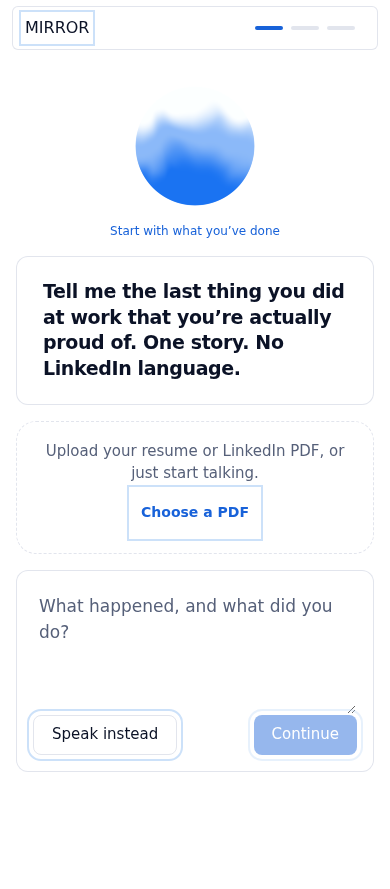 MIRROR
Start with what you’ve done
Tell me the last thing you did
at work that you’re actually
proud of. One story. No
LinkedIn language.
Upload your resume or LinkedIn PDF, or
just start talking.
Choose a PDF
What happened, and what did you
do?
Speak instead
Continue